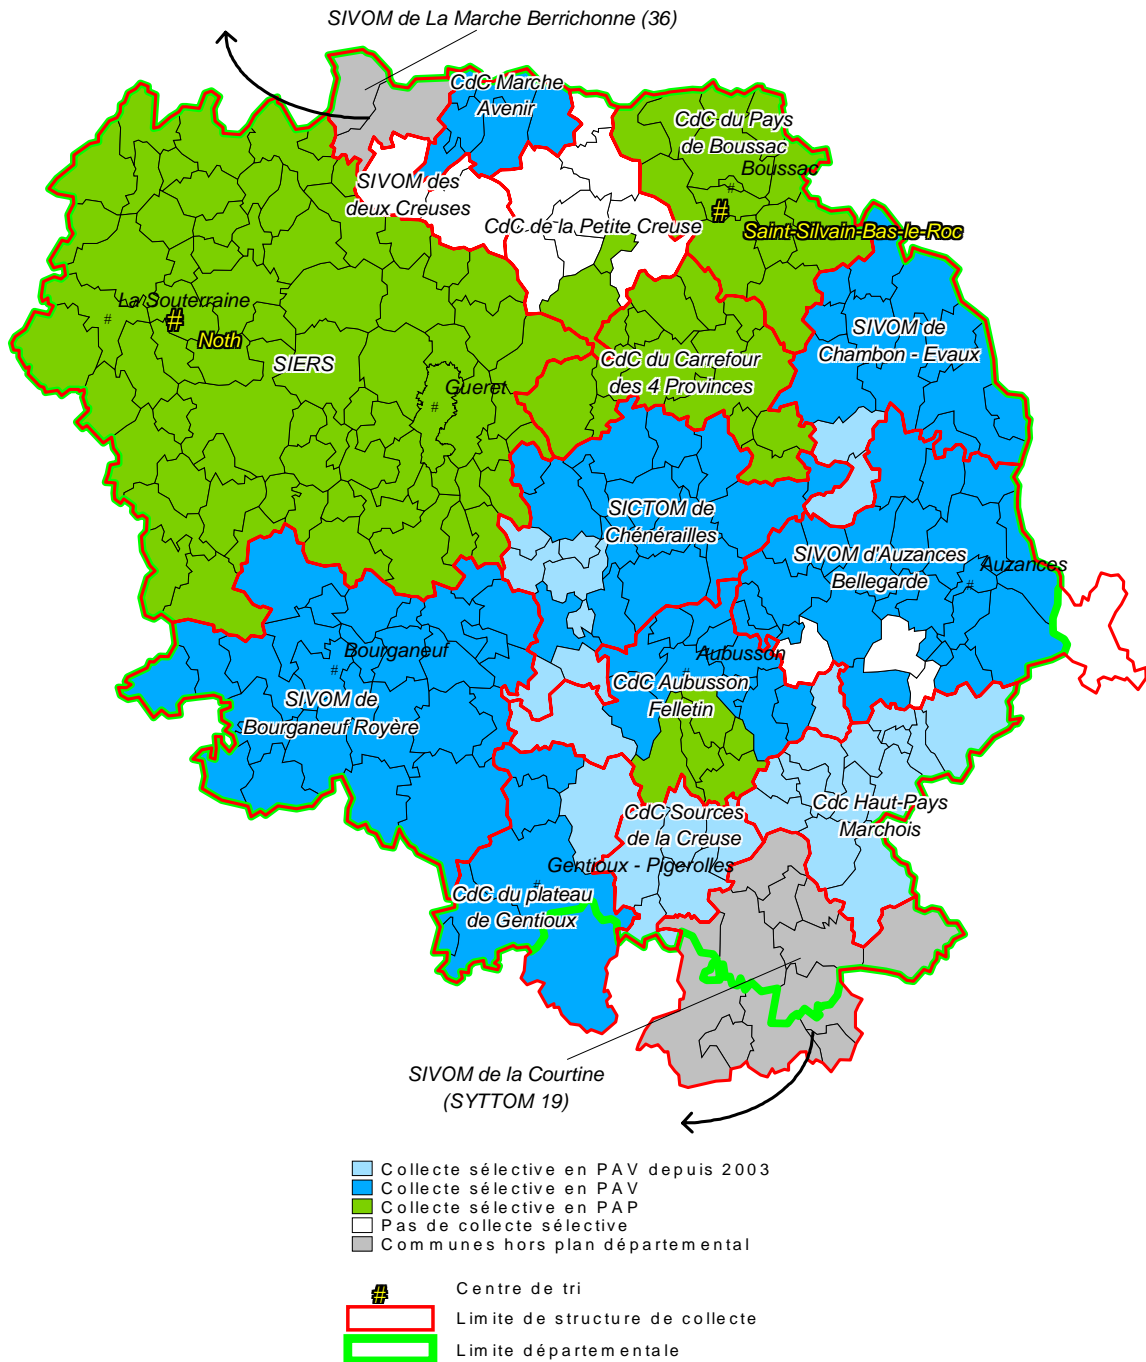 SIVOM de La Marche Berrichonne (36)
CdC Marche
Avenir
CdC du Pays
de Boussac
Boussac
SIVOM des
deux Creuses
CdC de la Petite Creuse
Saint-Silvain-Bas-le-Roc
La Souterraine
Noth
SIERS
SIVOM de
Chambon - Evaux
CdC du Carrefour
des 4 Provinces
Gueret
SICTOM de
Chénérailles
SIVOM d'Auzances
Bellegarde
Auzances
Bourganeuf
Aubusson
SIVOM de
Bourganeuf Royère
CdC Aubusson
Felletin
CdC Sources
de la Creuse
Cdc Haut-Pays
Marchois
Gentioux - Pigerolles
CdC du plateau
de Gentioux
SIVOM de la Courtine
(SYTTOM 19)
Collecte sélective en PAV depuis 2003
Collecte sélective en PAV
Collecte sélective en PAP
Pas de collecte sélective
Communes hors plan départemental
# Centre de tri
Limite de structure de collecte
Limite départementale